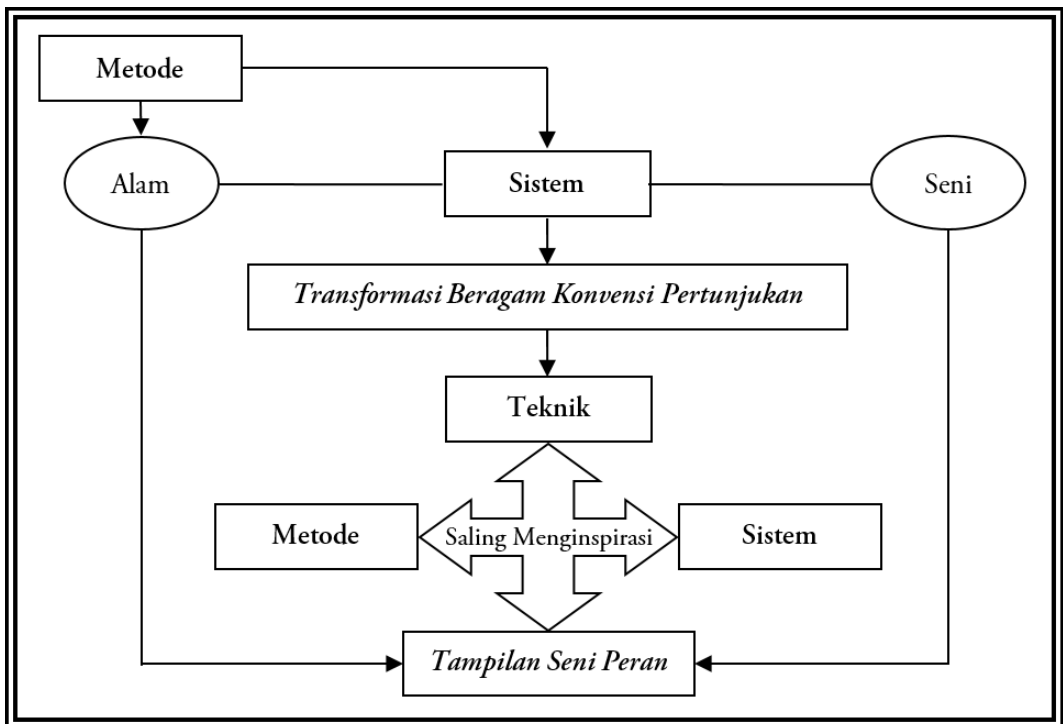 Metode
Alam
Sistem
Seni
Transformasi Beragam Konvensi Pertunjukan
Teknik
Metode
Saling Menginspirasi
Sistem
Tampilan Seni Peran